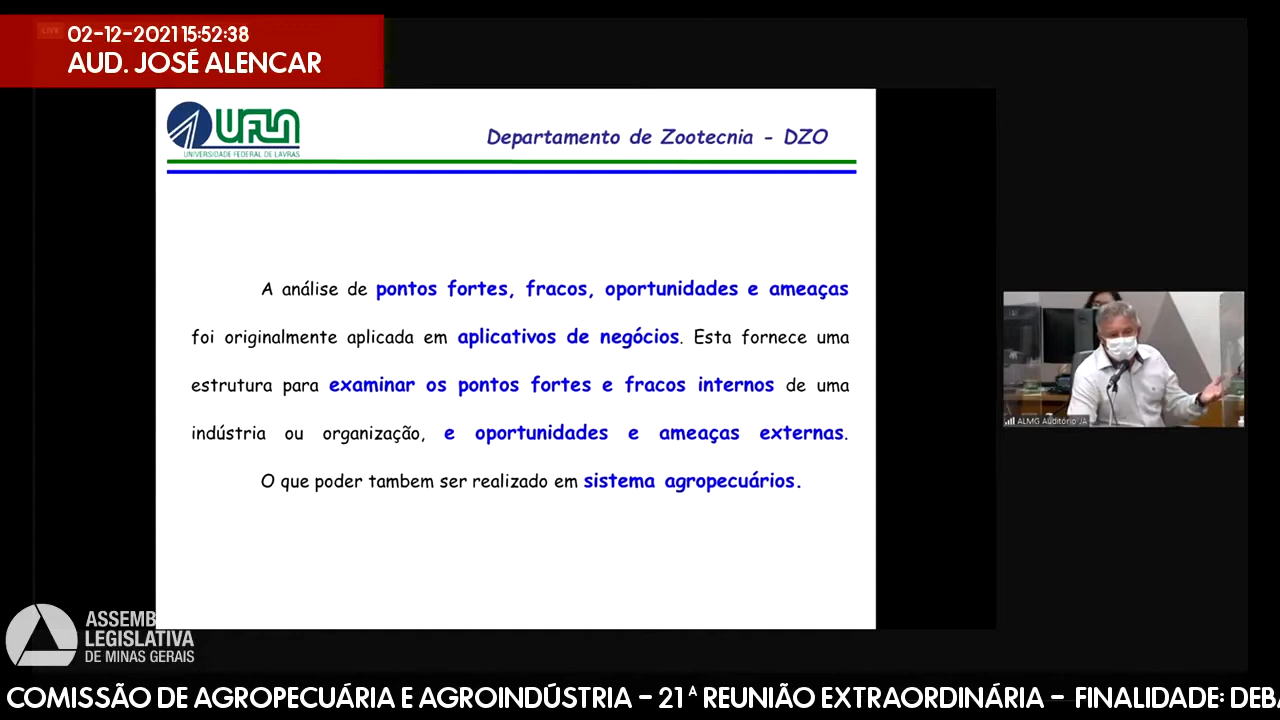 LIVE
02-12-2021 15:52:38
AUD. JOSÉ ALENCAR
UFLA
UNIVERSIDADE FEDERAL DE LAVRAS
Departamento de Zootecnia - DZO
A análise de pontos fortes, fracos, oportunidades e ameaças
foi originalmente aplicada em aplicativos de negócios. Esta fornece uma
estrutura para examinar os pontos fortes e fracos internos de uma
indústria ou organização, e oportunidades e ameaças externas.
O que poder tambem ser realizado em sistema agropecuários.
ALMG Auditório JA
ASSEMB
LEGISLATIVA
DE MINAS GERAIS
COMISSÃO DE AGROPECUÁRIA E AGROINDÚSTRIA - 21ª REUNIÃO EXTRAORDINÁRIA - FINALIDADE: DEBA